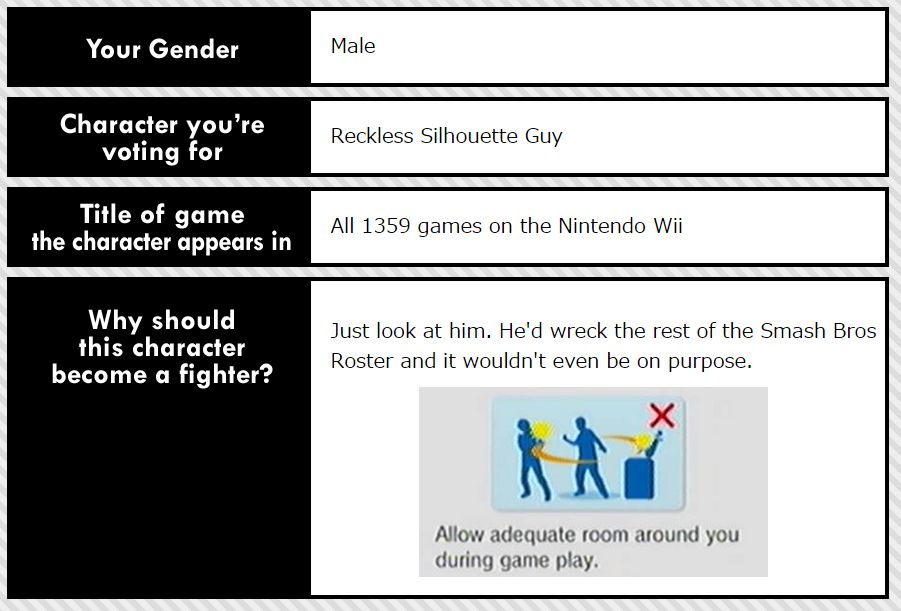 Your Gender
Male
Character you're
voting for
Reckless Silhouette Guy
Title of game
the character appears in
All 1359 games on the Nintendo Wii
Why should
this character
become a fighter?
Just look at him. He'd wreck the rest of the Smash Bros
Roster and it wouldn't even be on purpose.
Allow adequate room around you
during game play.